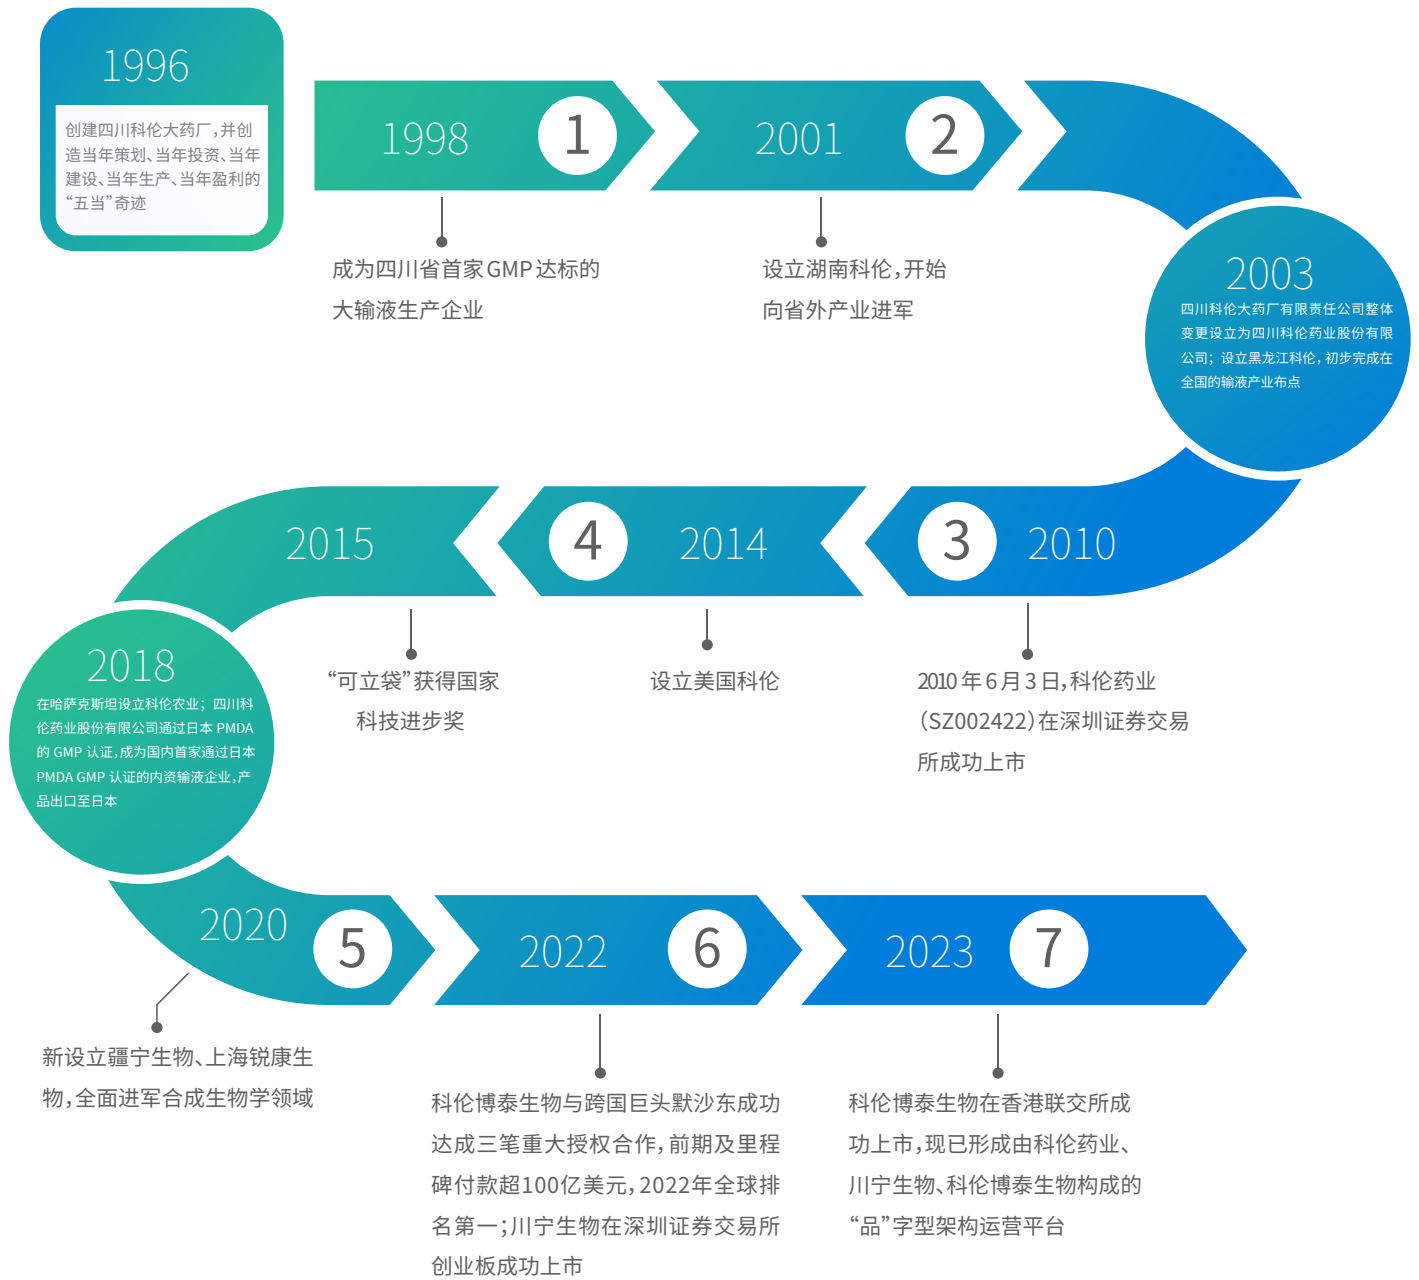 1996
创建四川科伦大药厂，并创
造当年策划、当年投资、当年
建设、当年生产、当年盈利的
“五当”奇迹
1998
1
成为四川省首家GMP达标的
大输液生产企业
2001
2
设立湖南科伦，开始
向省外产业进军
2003
四川科伦大药厂有限责任公司整体
变更设立为四川科伦药业股份有限
公司；设立黑龙江科伦，初步完成在
全国的输液产业布点
3
2010
2010年6月3日，科伦药业
（SZ002422）在深圳证券交易
所成功上市
4
2014
设立美国科伦
2015
“可立袋”获得国家
科技进步奖
2018
在哈萨克斯坦设立科伦农业；四川科
伦药业股份有限公司通过日本 PMDA
的 GMP 认证，成为国内首家通过日本
PMDA GMP 认证的内资输液企业，产
品出口至日本
2020
5
新设立疆宁生物、上海锐康生
物，全面进军合成生物学领域
2022
6
科伦博泰生物与跨国巨头默沙东成功
达成三笔重大授权合作，前期及里程
碑付款超100亿美元，2022年全球排
名第一；川宁生物在深圳证券交易所
创业板成功上市
2023
7
科伦博泰生物在香港联交所成
功上市，现已形成由科伦药业、
川宁生物、科伦博泰生物构成的
“品”字型架构运营平台